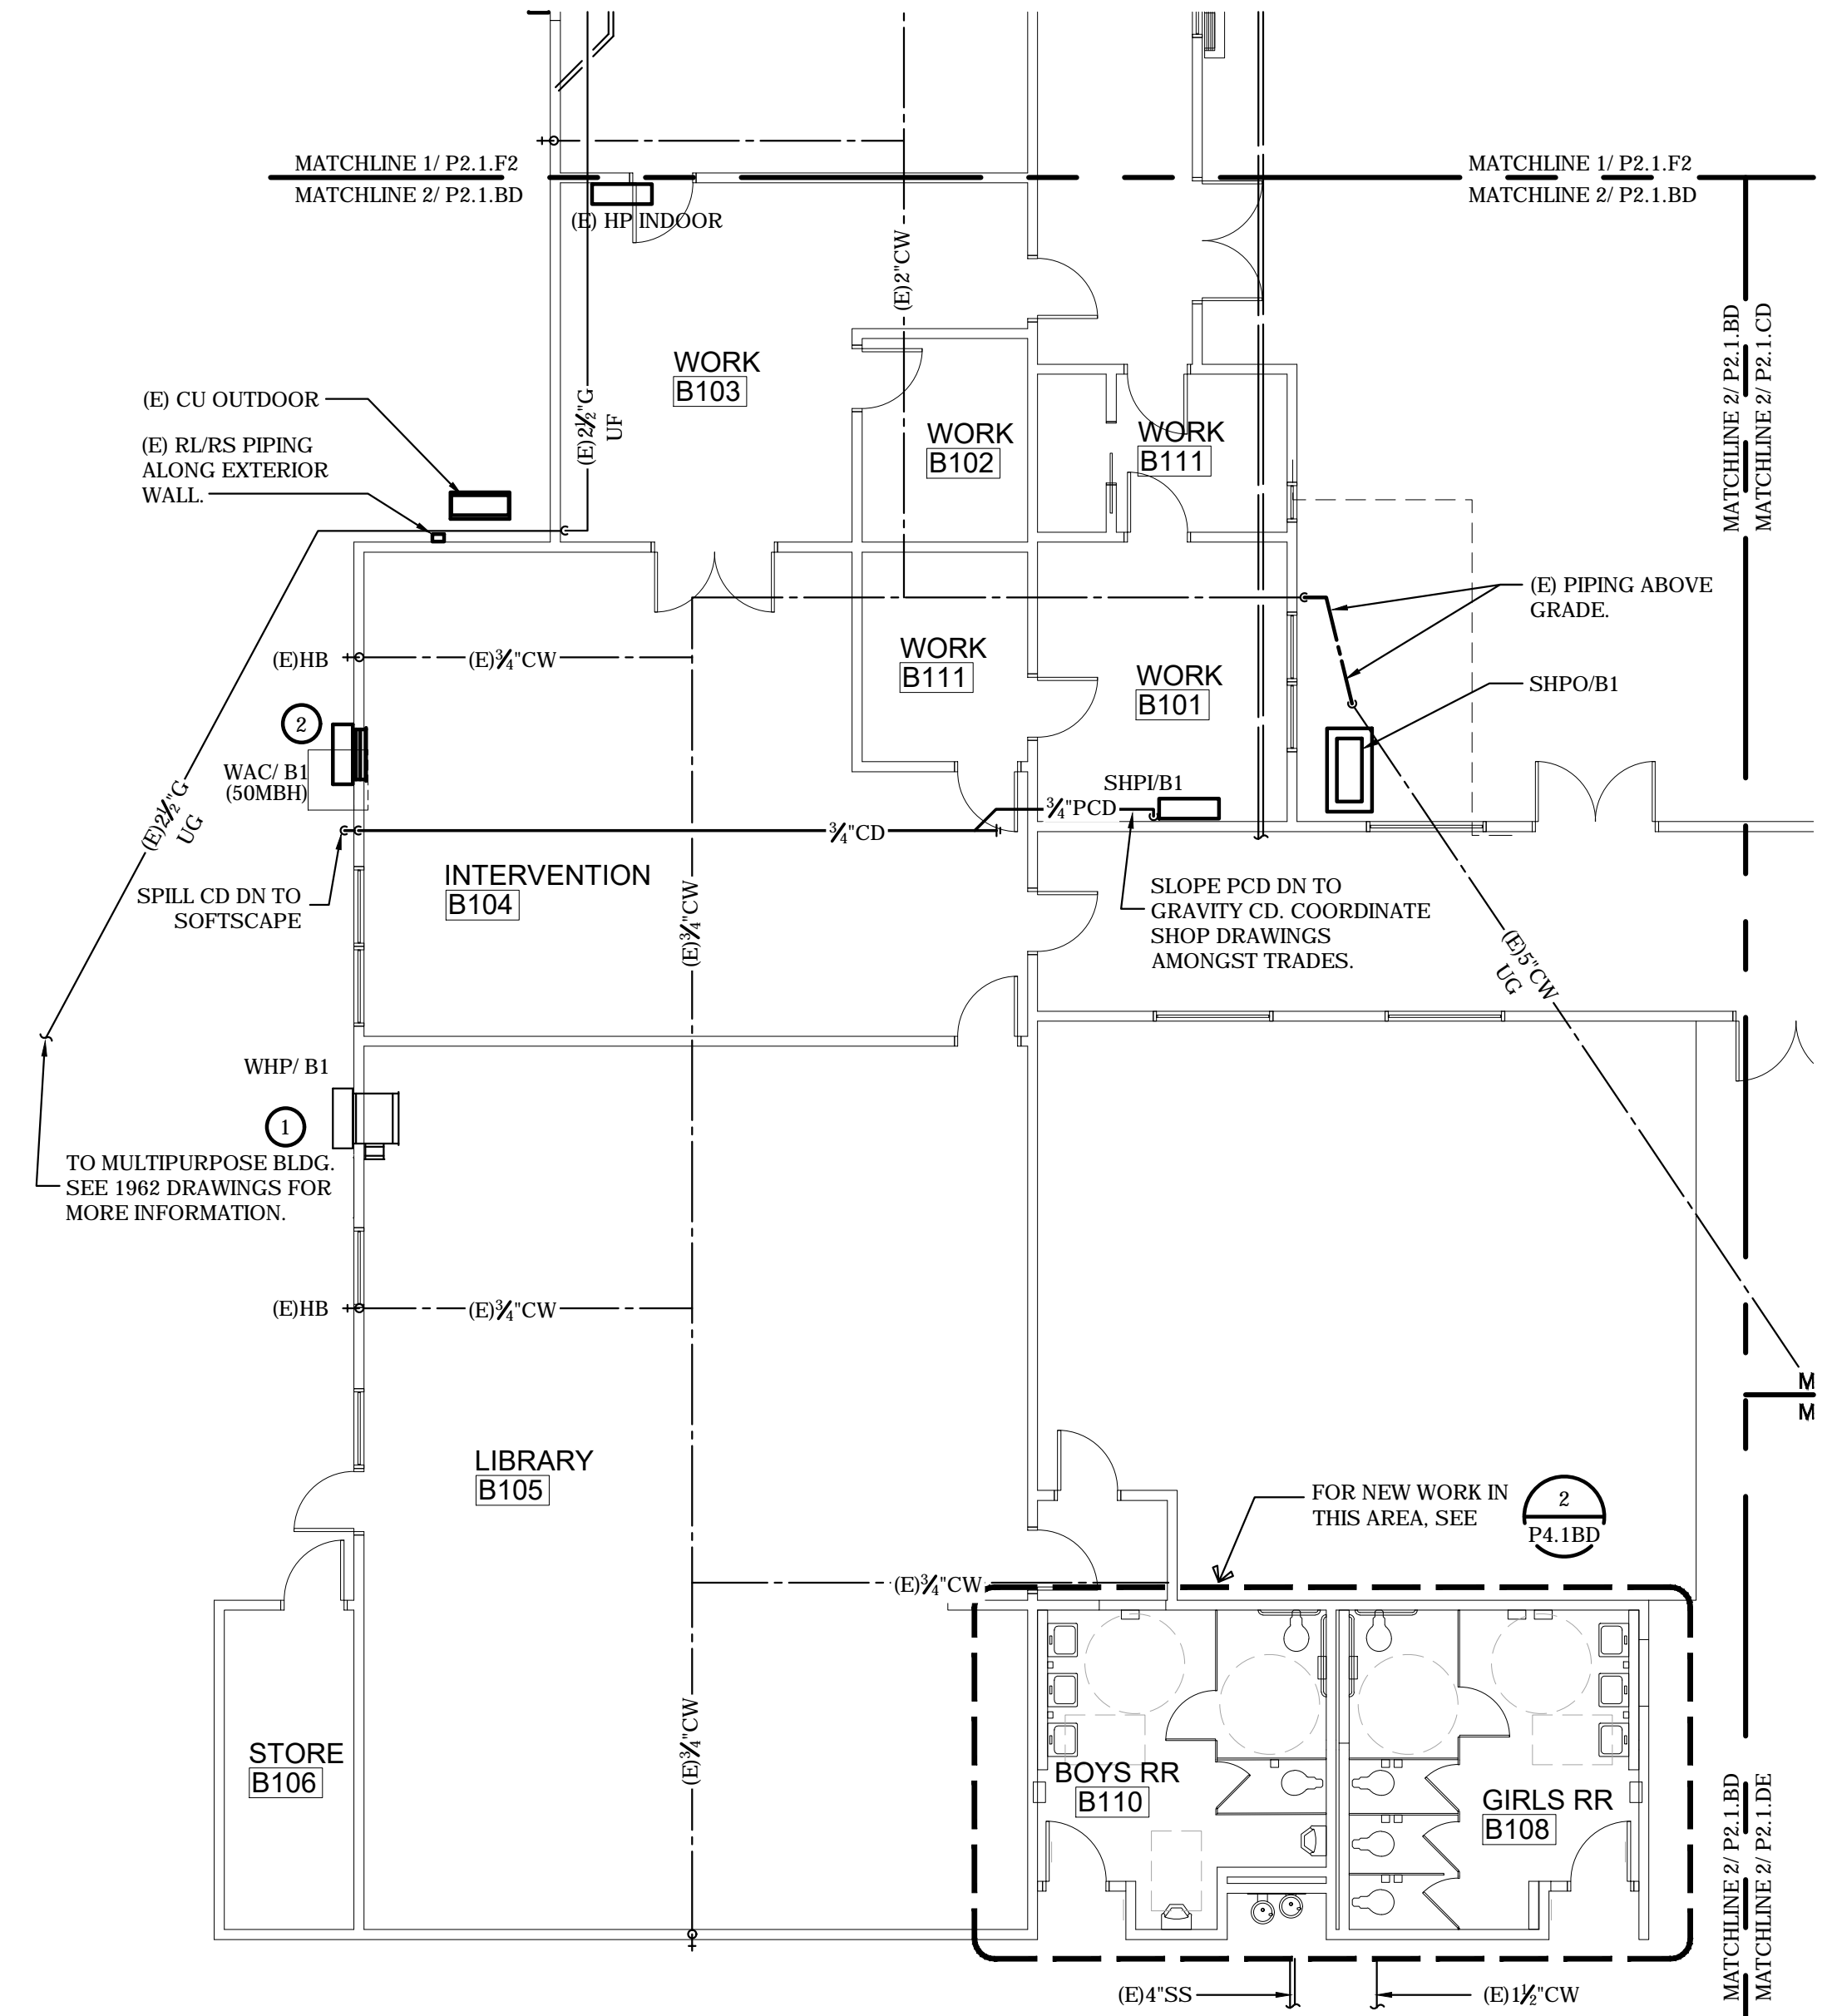 MATCHLINE 1/ P2.1.F2
MATCHLINE 2/ P2.1.BD
MATCHLINE 1/ P2.1.F2
MATCHLINE 2/ P2.1.BD
(E) HP INDOOR
(E)2"CW
MATCHLINE 2/ P2.1.BD
MATCHLINE 2/ P2.1.CD
WORK
B103
(E) CU OUTDOOR
(E)2½"G
UF
WORK
B102
WORK
B111
(E) RL/RS PIPING
ALONG EXTERIOR
WALL.
(E) PIPING ABOVE
GRADE.
(E)HB
(E)¾"CW
WORK
B111
WORK
B101
SHPO/B1
2
WAC/ B1
(50MBH)
SHPI/B1
¾"PCD
(E)2½"G
UG
¾"CD
INTERVENTION
B104
SPILL CD DN TO
SOFTSCAPE
(E)¾"CW
SLOPE PCD DN TO
GRAVITY CD. COORDINATE
SHOP DRAWINGS
AMONGST TRADES.
(E)5"CW
UG
WHP/ B1
1
TO MULTIPURPOSE BLDG.
SEE 1962 DRAWINGS FOR
MORE INFORMATION.
(E)HB
(E)¾"CW
M
M
LIBRARY
B105
FOR NEW WORK IN
THIS AREA, SEE
2
P4.1BD
(E)¾"CW
(E)¾"CW
STORE
B106
BOYS RR
B110
GIRLS RR
B108
MATCHLINE 2/ P2.1.BD
MATCHLINE 2/ P2.1.DE
(E)4"SS
(E)1½"CW